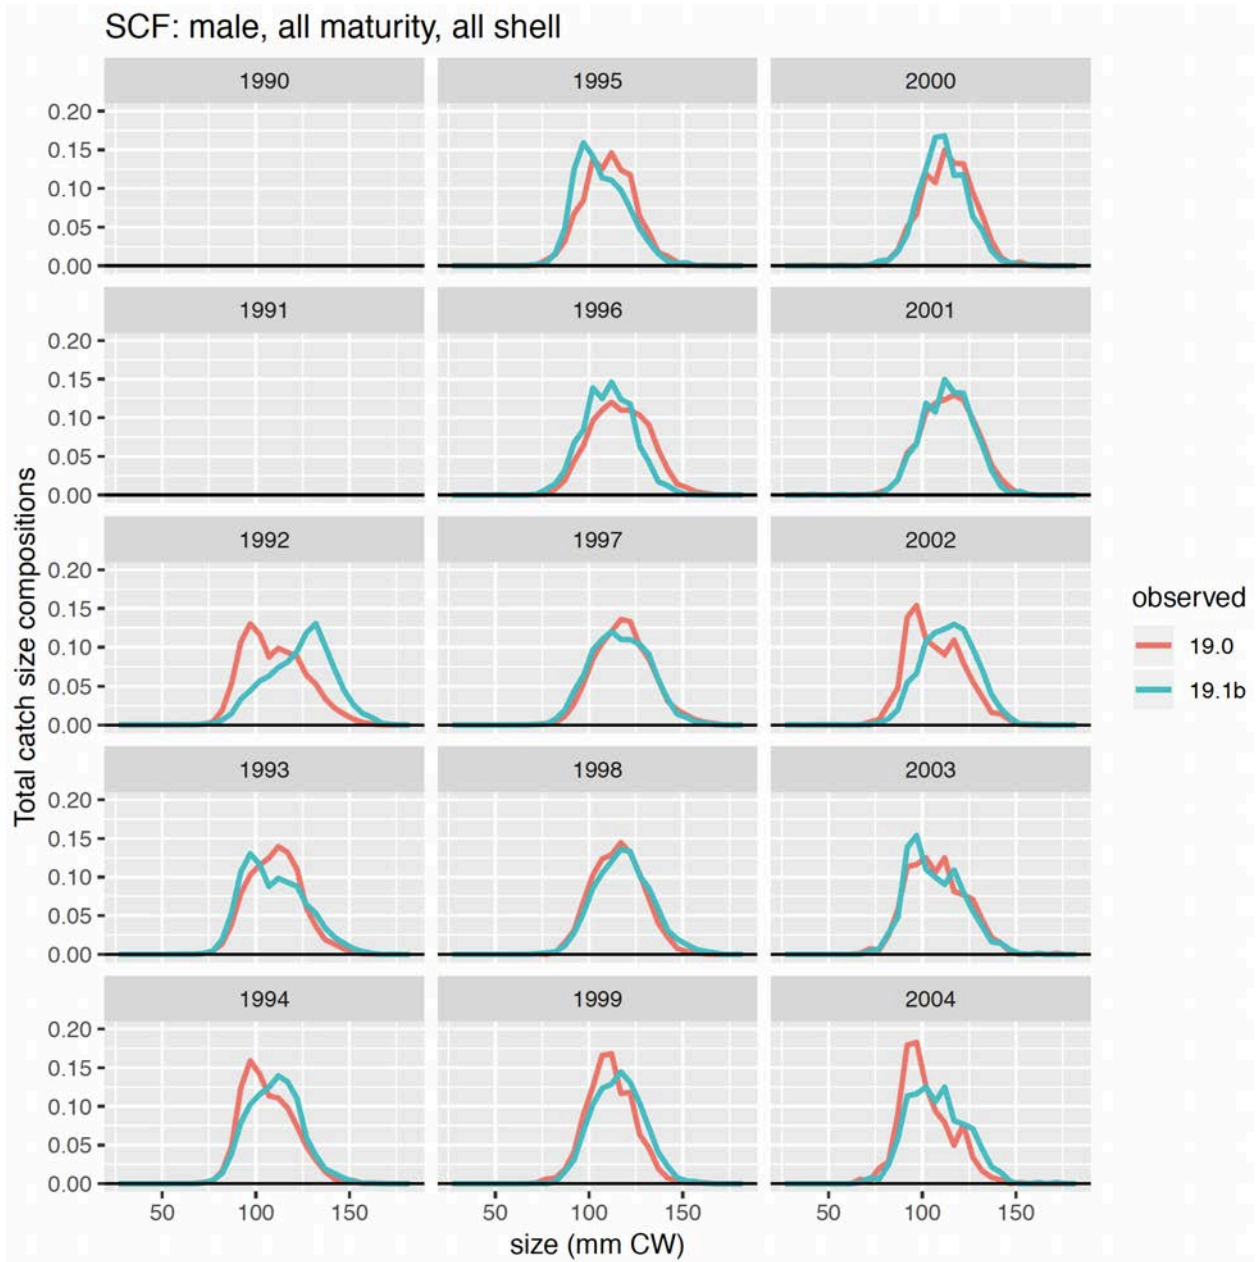 SCF: male, all maturity, all shell
1990 1995 2000
0.20
0.15
0.10
0.05
0.00
1991 1996 2001
0.20
0.15
0.10
0.05
0.00
1992 1997 2002
0.20
0.15
0.10
0.05
0.00
1993 1998 2003
0.20
0.15
0.10
0.05
0.00
1994 1999 2004
0.20
0.15
0.10
0.05
0.00
50 100 150 50 100 150 50 100 150
size (mm CW)
Total catch size compositions
observed
19.0
19.1b